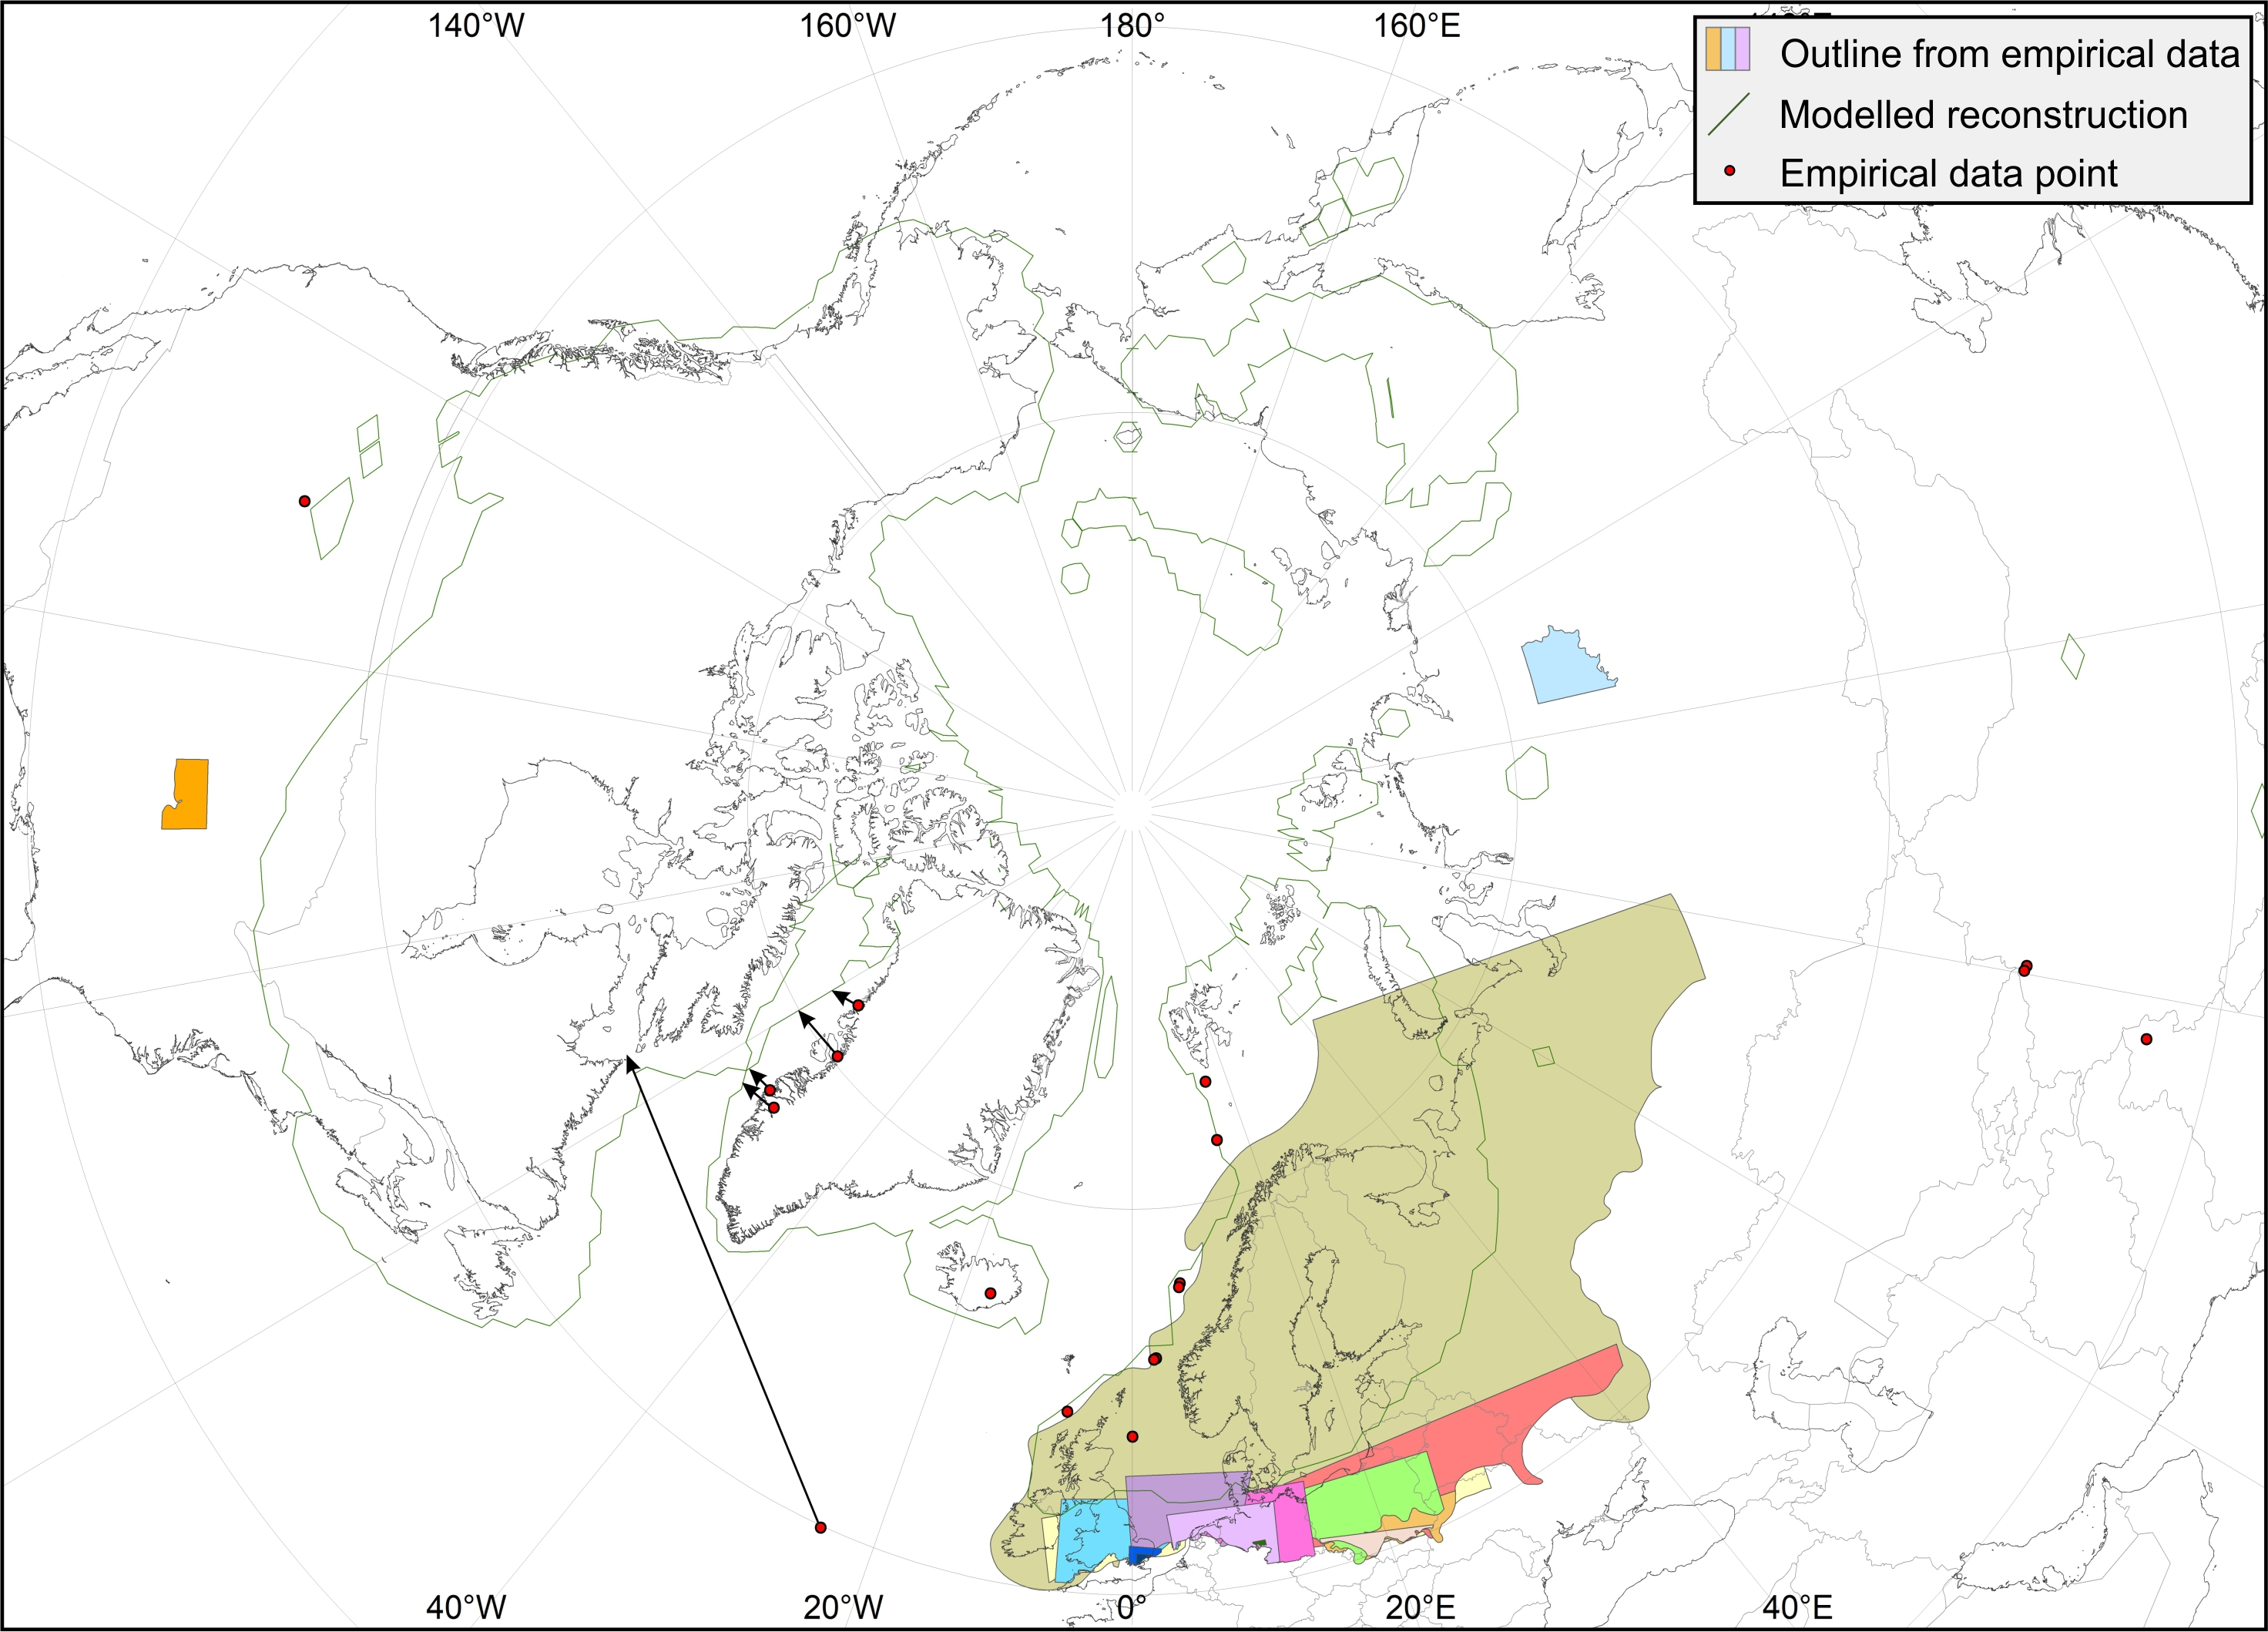 140°W 160°W 180° 160°E
Outline from empirical data
Modelled reconstruction
Empirical data point
40°W 20°W 0° 20°E 40°E